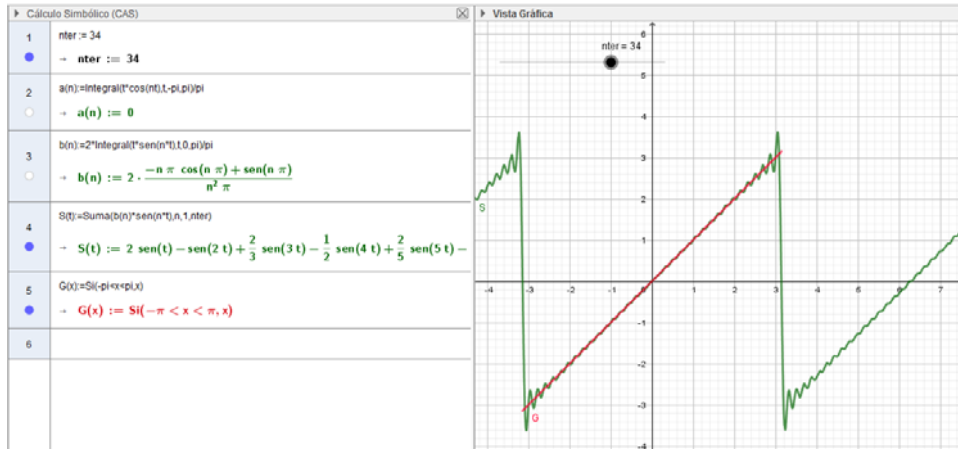 Cálculo Simbólico (CAS)
1
nter := 34
→ nter := 34
2
a(n):=Integral(t*cos(nt),t,-pi,pi)/pi
→ a(n) := 0
3
b(n):=2*Integral(t*sen(n*t),t,0,pi)/pi
→ b(n) := 2 · (−n π cos(n π) + sen(n π)) / (n² π)
4
S(t):=Suma(b(n)*sen(n*t),n,1,nter)
→ S(t) := 2 sen(t) − sen(2 t) + 2/3 sen(3 t) − 1/2 sen(4 t) + 2/5 sen(5 t) −
5
G(x):=Si(-pi<x<pi,x)
→ G(x) := Si(−π < x < π, x)
6
Vista Gráfica
nter = 34
6
5
4
3
2
1
0
-1
-2
-3
-4
-4 -3 -2 -1 0 1 2 3 4 5 6 7
S
G